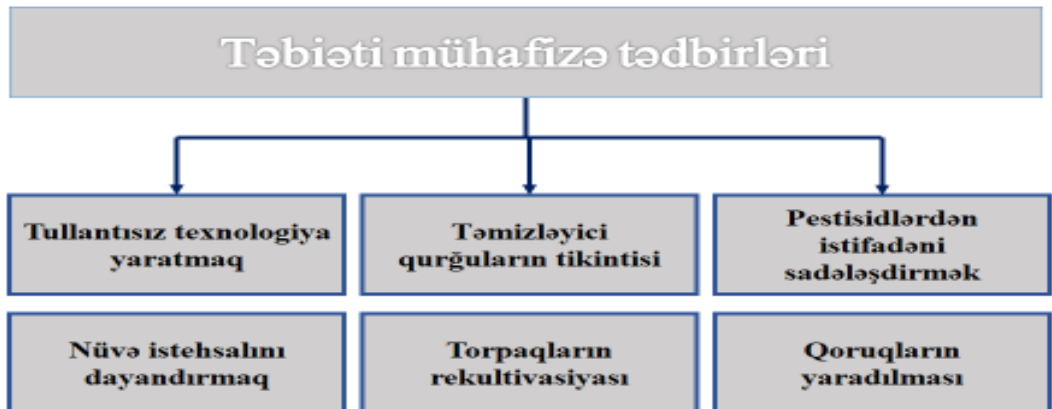 Təbiəti mühafizə tədbirləri
Tullantısız texnologiya
yaratmaq
Təmizləyici
qurğuların tikintisi
Pestisidlərdən
istifadəni
sadələşdirmək
Nüvə istehsalını
dayandırmaq
Torpaqların
rekultivasiyası
Qoruqların
yaradılması